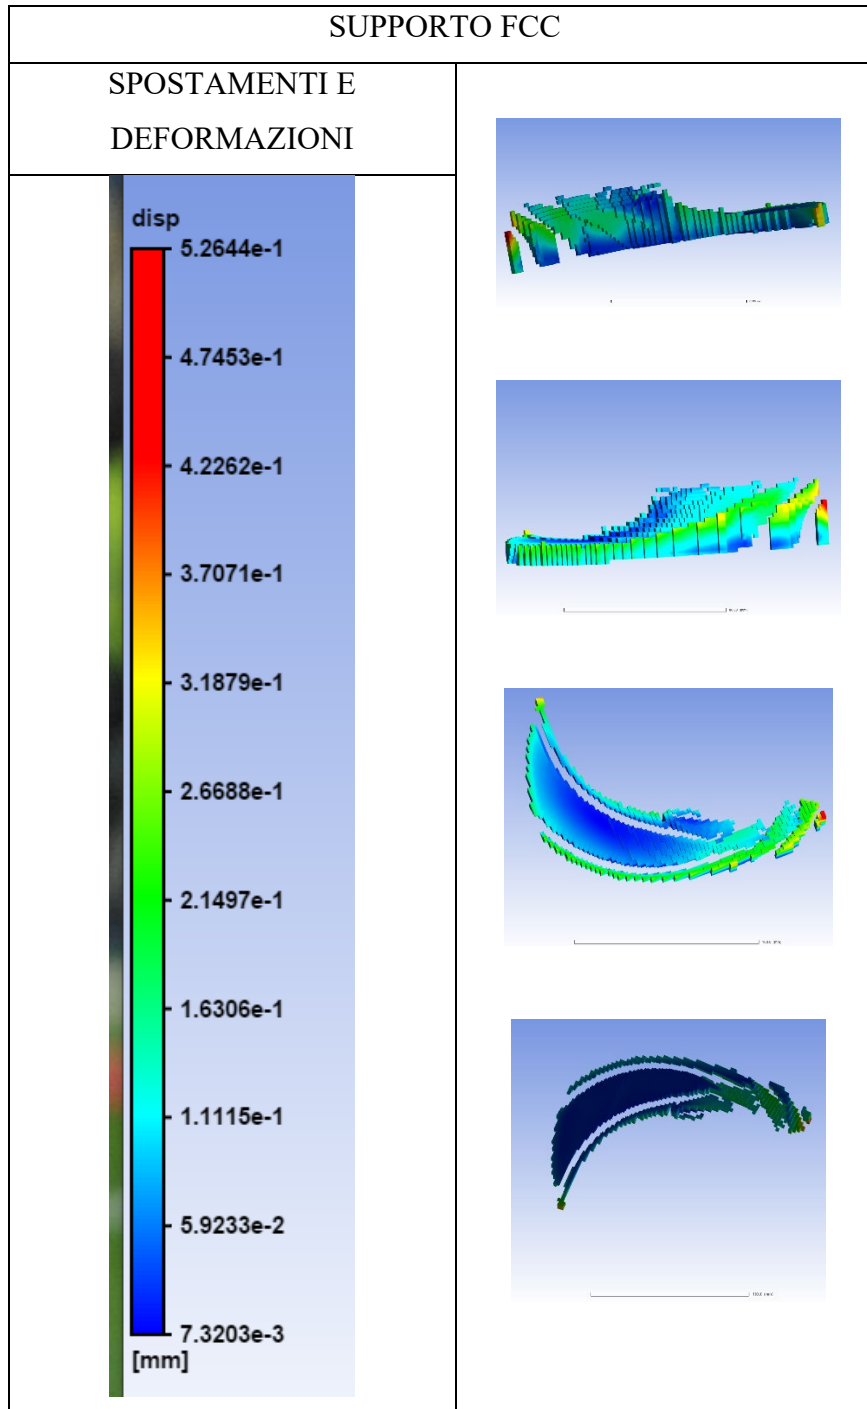 SUPPORTO FCC
SPOSTAMENTI E
DEFORMAZIONI
disp
5.2644e-1
4.7453e-1
4.2262e-1
3.7071e-1
3.1879e-1
2.6688e-1
2.1497e-1
1.6306e-1
1.1115e-1
5.9233e-2
7.3203e-3
[mm]